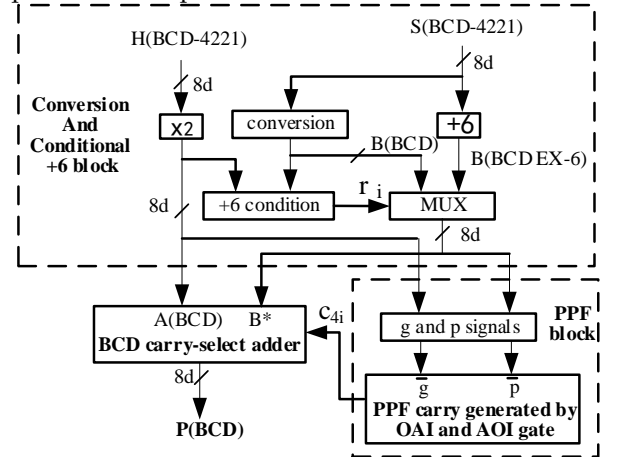 H(BCD-4221)
S(BCD-4221)
8d
8d
Conversion
And
Conditional
+6 block
x2
conversion
+6
B(BCD)
B(BCD EX-6)
+6 condition
r i
MUX
8d
8d
A(BCD) B*
BCD carry-select adder
c4i
g and p signals
PPF
block
g p
PPF carry generated by
OAI and AOI gate
8d
P(BCD)